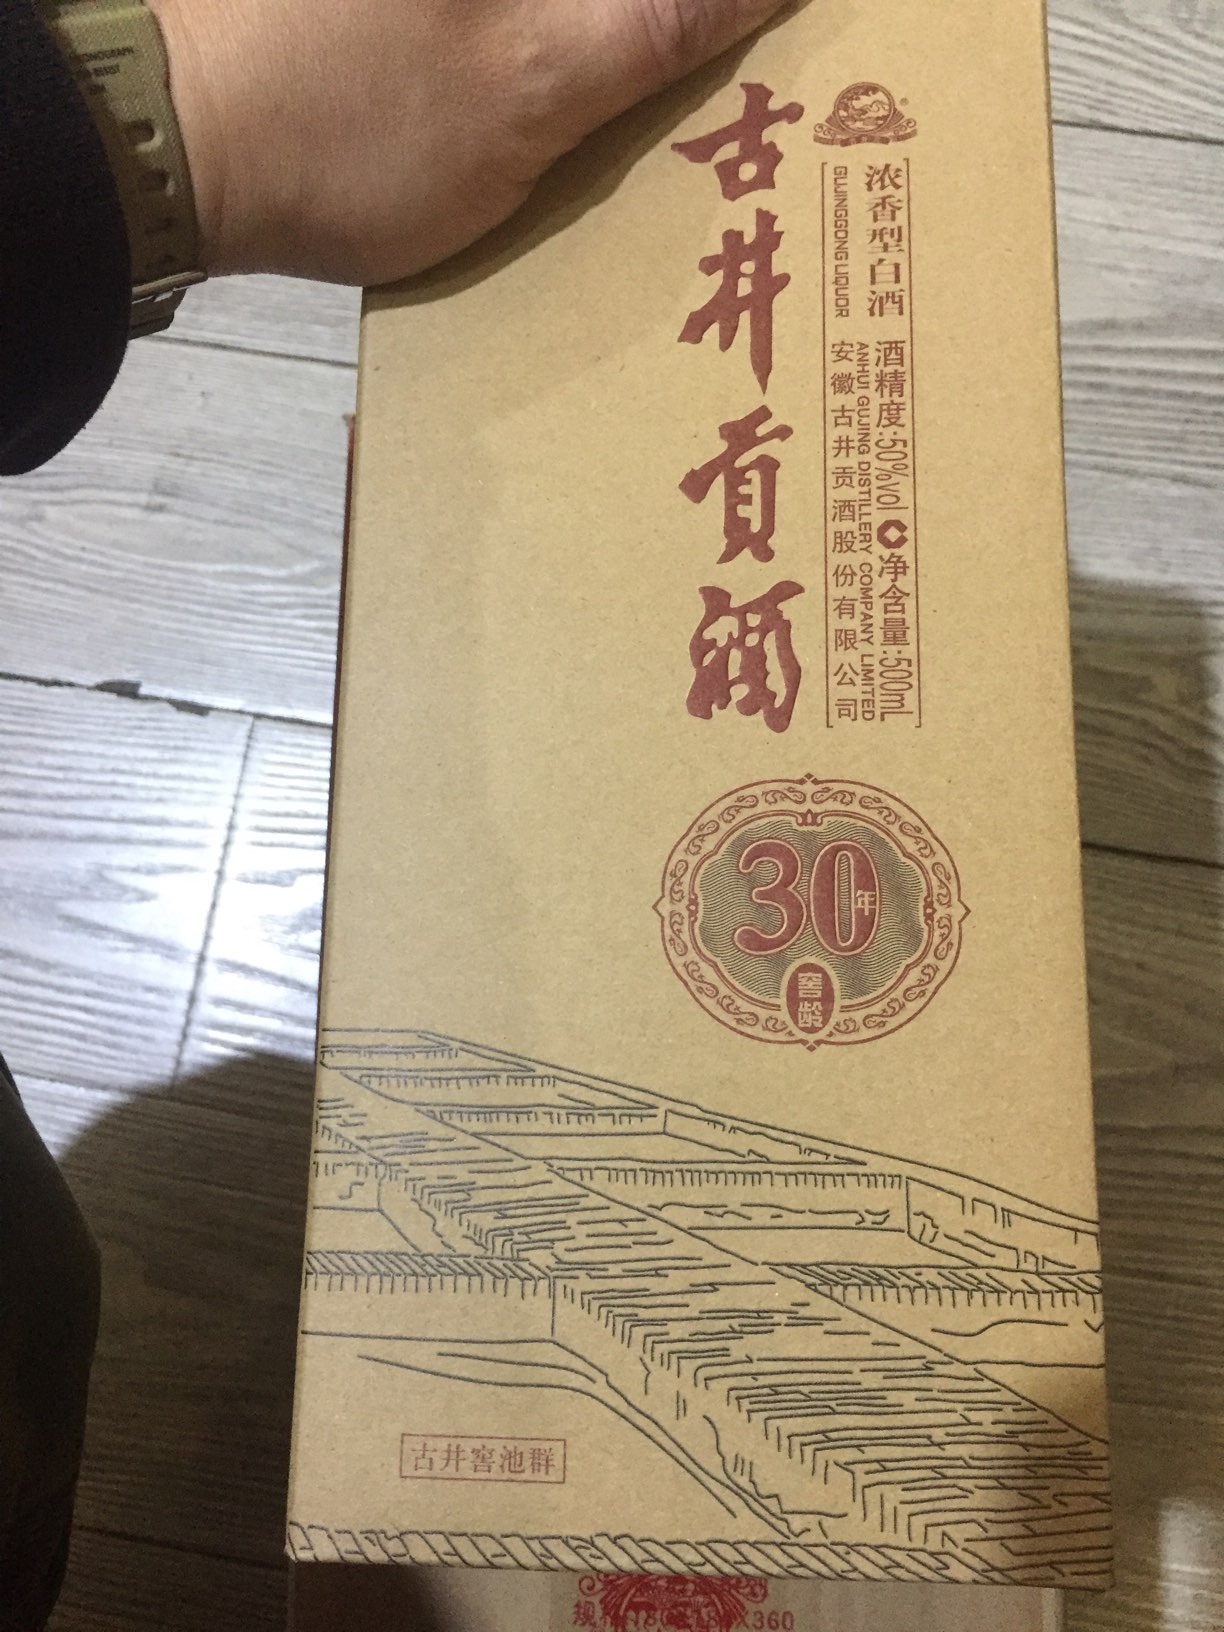 古井贡酒
浓香型白酒
GUJINGGONG LIQUOR
酒精度:50%vol 净含量:500mL
ANHUI GUJING DISTILLERY COMPANY LIMITED
安徽古井贡酒股份有限公司
30年
窖龄
古井窖池群
X360